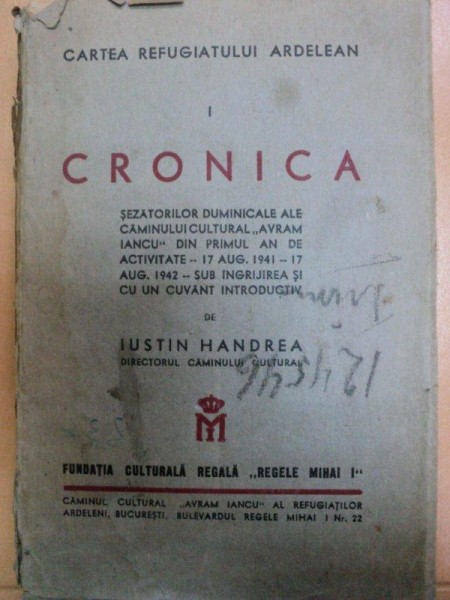 CARTEA REFUGIATULUI ARDELEAN
I
CRONICA
ŞEZĂTORILOR DUMINICALE ALE
CĂMINULUI CULTURAL „AVRAM
IANCU" DIN PRIMUL AN DE
ACTIVITATE -- 17 AUG. 1941 -- 17
AUG. 1942 -- SUB ÎNGRIJIREA ŞI
CU UN CUVÂNT INTRODUCTIV
DE
IUSTIN HANDREA
DIRECTORUL CĂMINULUI CULTURAL
FUNDAŢIA CULTURALĂ REGALĂ „REGELE MIHAI I"
CĂMINUL CULTURAL „AVRAM IANCU" AL REFUGIAŢILOR
ARDELENI, BUCUREŞTI, BULEVARDUL REGELE MIHAI I Nr. 22